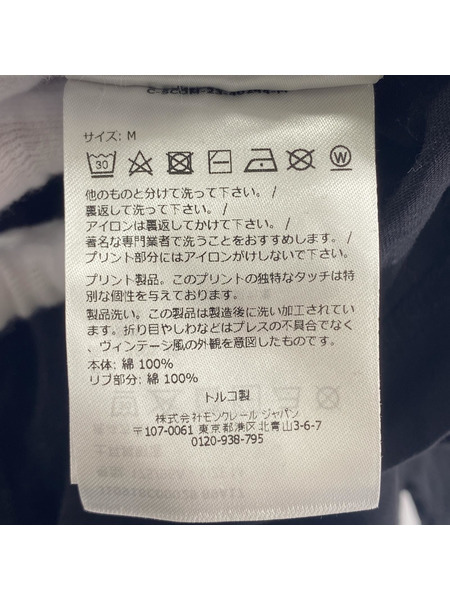 サイズ: M
30
W
他のものと分けて洗って下さい。/
裏返して洗って下さい。/
アイロンは裏返してかけて下さい。/
著名な専門業者で洗うことをおすすめします。/
プリント部分にはアイロンがけしないで下さい。
プリント製品。このプリントの独特なタッチは特
別な個性を与えております。
製品洗い。この製品は製造後に洗い加工されてい
ます。折り目やしわなどはプレスの不具合でなく
、ヴィンテージ風の外観を意図したものです。
本体: 綿 100%
リブ部分: 綿 100%
トルコ製
株式会社モンクレール ジャパン
〒107-0061 東京都港区北青山3-6-7
0120-938-795